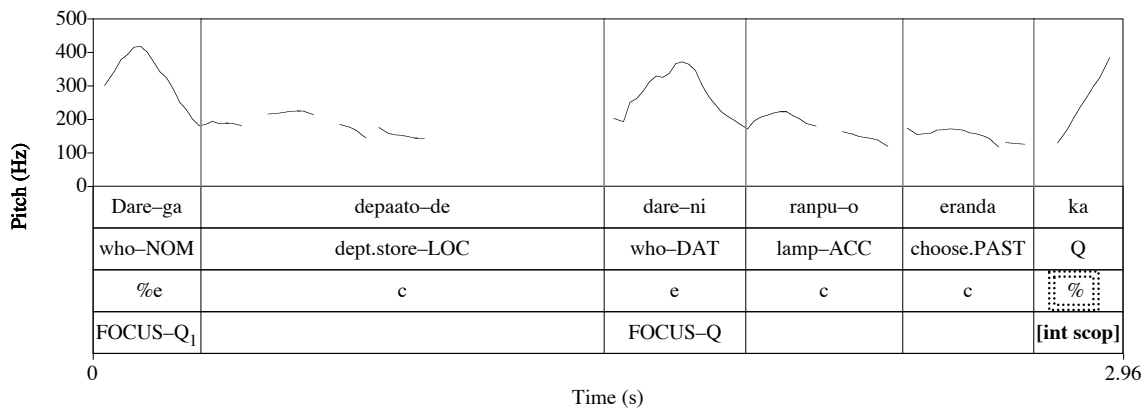 500
400
300
200
100
0
Pitch (Hz)
Dare–ga depaato–de dare–ni ranpu–o eranda ka
who–NOM dept.store–LOC who–DAT lamp–ACC choose.PAST Q
%e c e c c %
FOCUS–Q₁ FOCUS–Q [int scop]
0 2.96
Time (s)